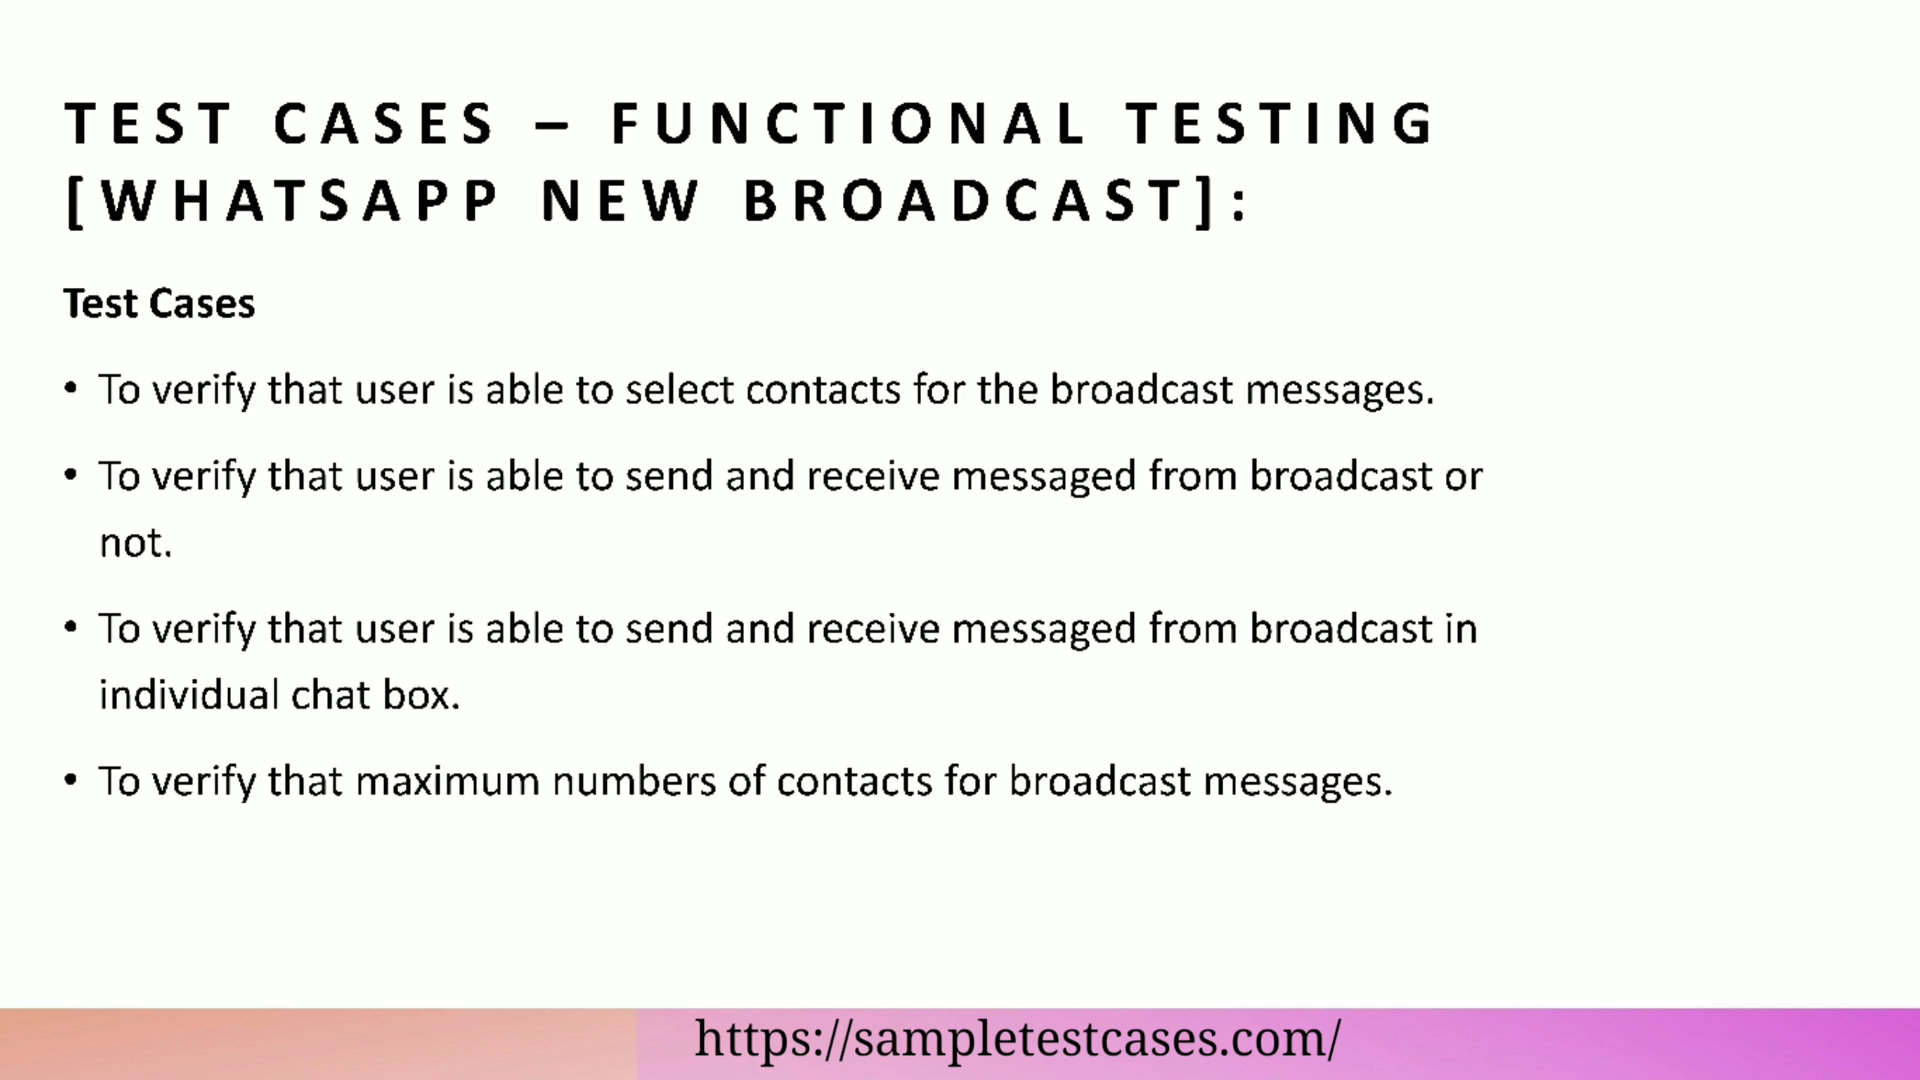 TEST CASES – FUNCTIONAL TESTING
[WHATSAPP NEW BROADCAST]:
Test Cases
• To verify that user is able to select contacts for the broadcast messages.
• To verify that user is able to send and receive messaged from broadcast or
not.
• To verify that user is able to send and receive messaged from broadcast in
individual chat box.
• To verify that maximum numbers of contacts for broadcast messages.
https://sampletestcases.com/